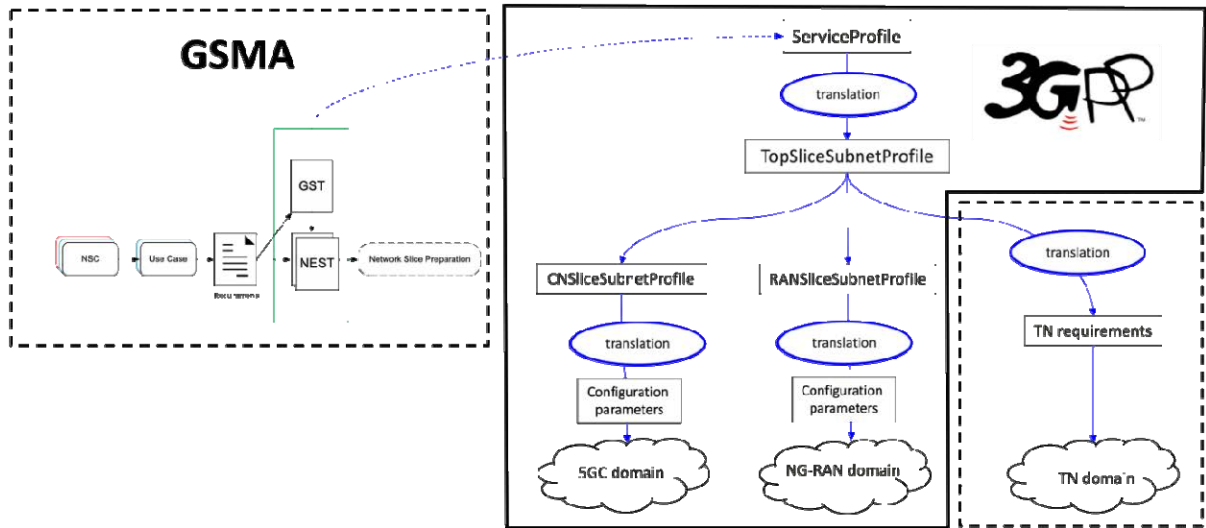 GSMA
GST
NSC
Use Case
NEST
Network Slice Preparation
ServiceProfile
translation
TopSliceSubnetProfile
3GPP
TM
CNSliceSubnetProfile
RANSliceSubnetProfile
translation
translation
translation
TN requirements
Configuration
parameters
Configuration
parameters
5GC domain
NG-RAN domain
TN domain